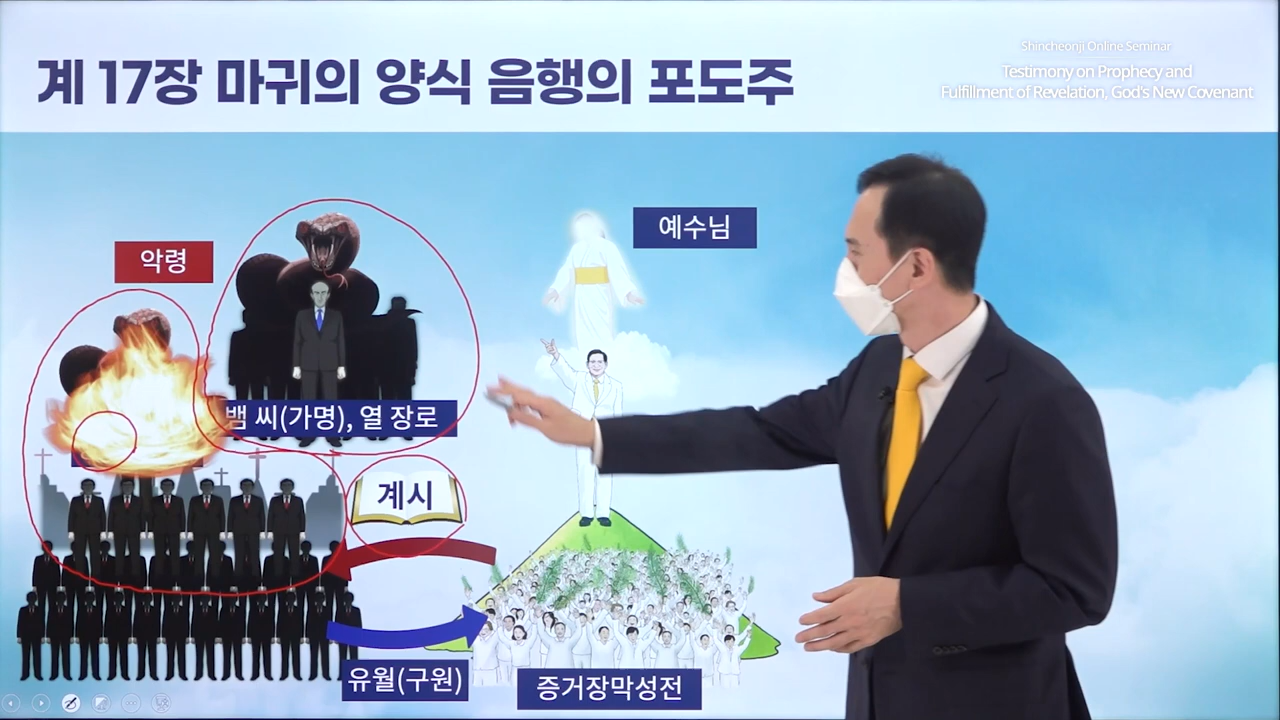 계 17장 마귀의 양식 음행의 포도주
Shincheonji Online Seminar
Testimony on Prophecy and
Fulfillment of Revelation, God's New Covenant
예수님
악령
뱀 씨(가명), 열 장로
계시
유월(구원)
증거장막성전